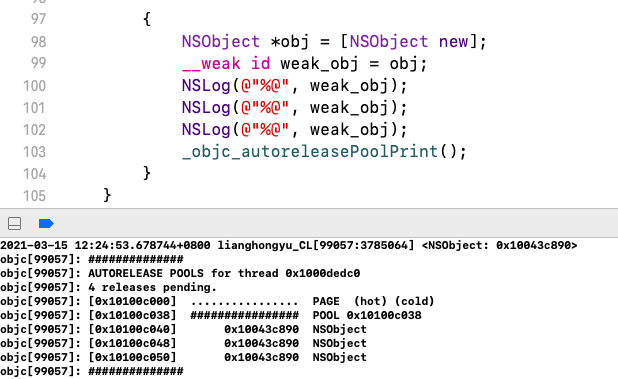 97 {
98 NSObject *obj = [NSObject new];
99 __weak id weak_obj = obj;
100 NSLog(@"%@", weak_obj);
101 NSLog(@"%@", weak_obj);
102 NSLog(@"%@", weak_obj);
103 _objc_autoreleasePoolPrint();
104 }
105 }
2021-03-15 12:24:53.678744+0800 lianghongyu_CL[99057:3785064] <NSObject: 0x10043c890>
objc[99057]: ##############
objc[99057]: AUTORELEASE POOLS for thread 0x1000dedc0
objc[99057]: 4 releases pending.
objc[99057]: [0x10100c000] ................ PAGE (hot) (cold)
objc[99057]: [0x10100c038] ################ POOL 0x10100c038
objc[99057]: [0x10100c040] 0x10043c890 NSObject
objc[99057]: [0x10100c048] 0x10043c890 NSObject
objc[99057]: [0x10100c050] 0x10043c890 NSObject
objc[99057]: ##############